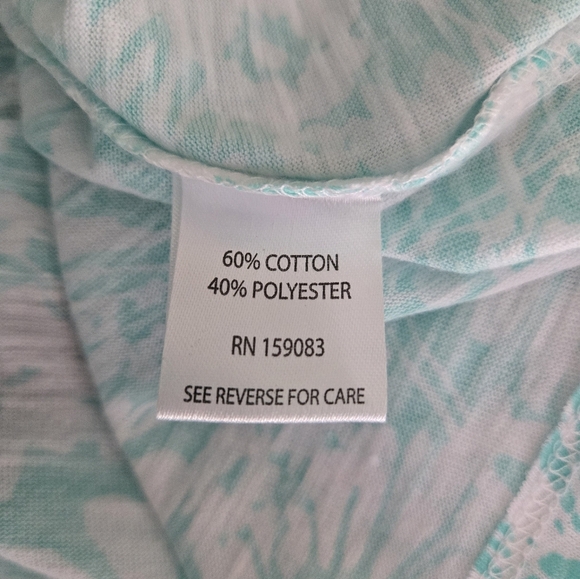 60% COTTON
40% POLYESTER
RN 159083
SEE REVERSE FOR CARE